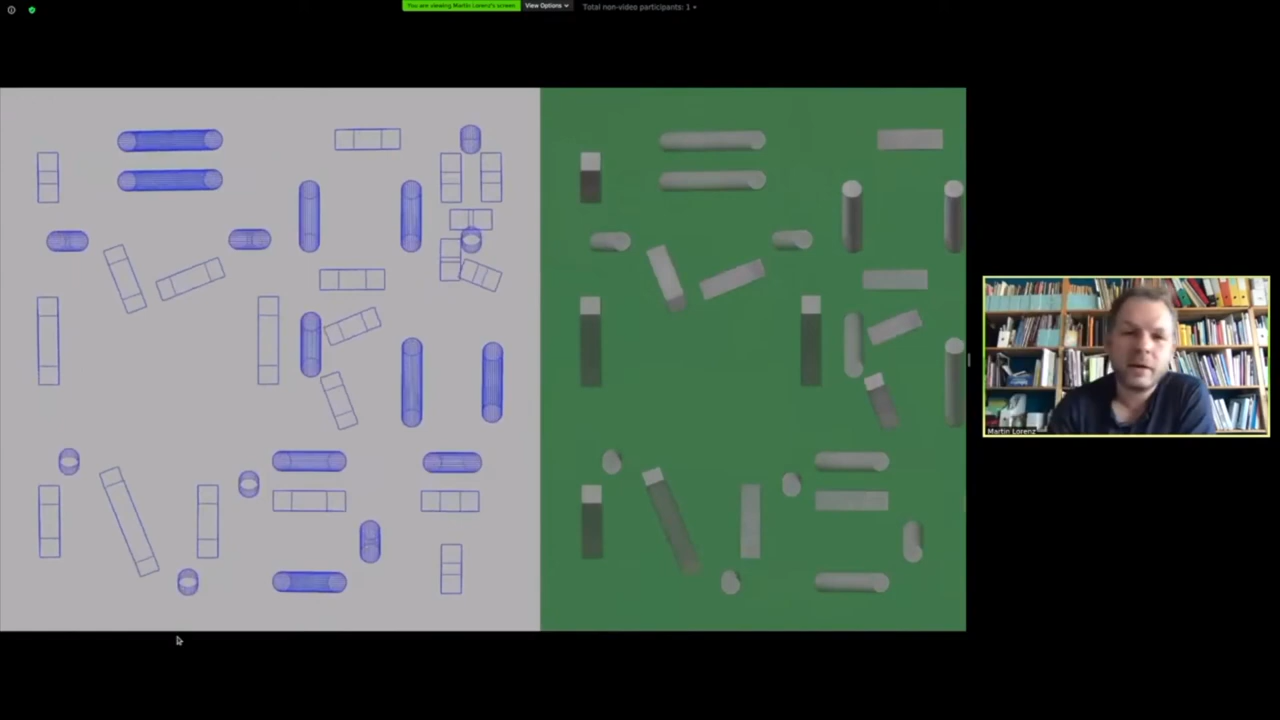 You are viewing Martin Lorenz's screen
View Options
Total non-video participants: 1
Martin Lorenz